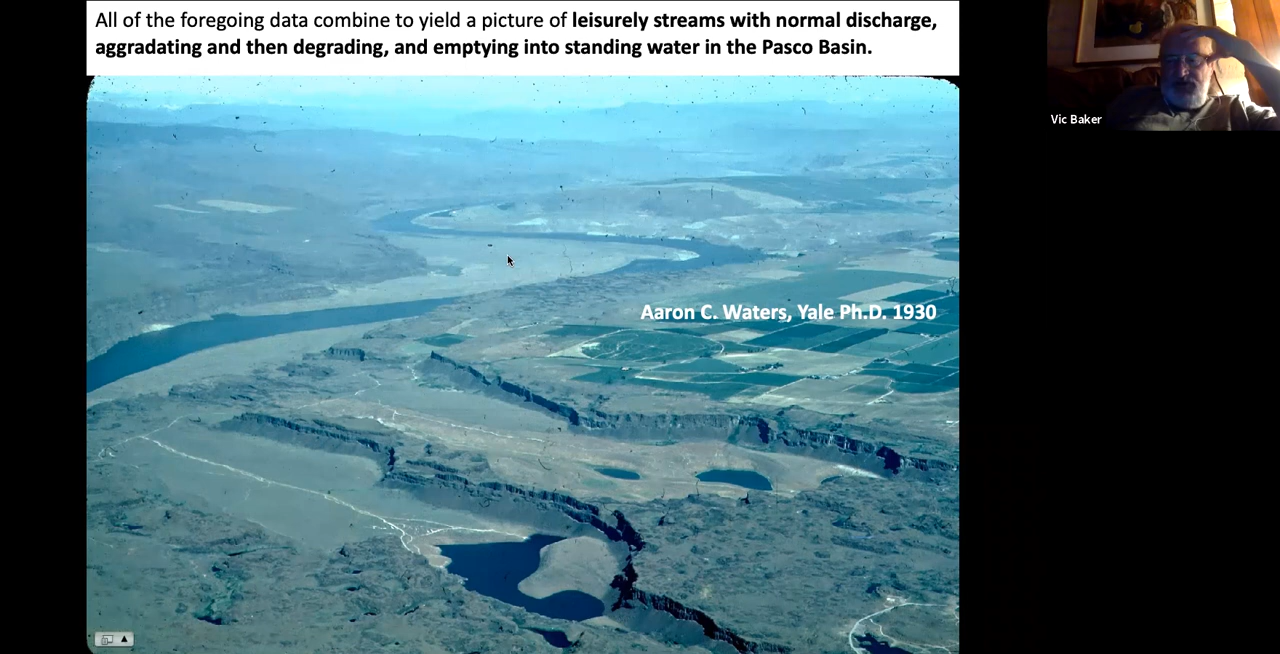 All of the foregoing data combine to yield a picture of leisurely streams with normal discharge,
aggradating and then degrading, and emptying into standing water in the Pasco Basin.
Vic Baker
Aaron C. Waters, Yale Ph.D. 1930